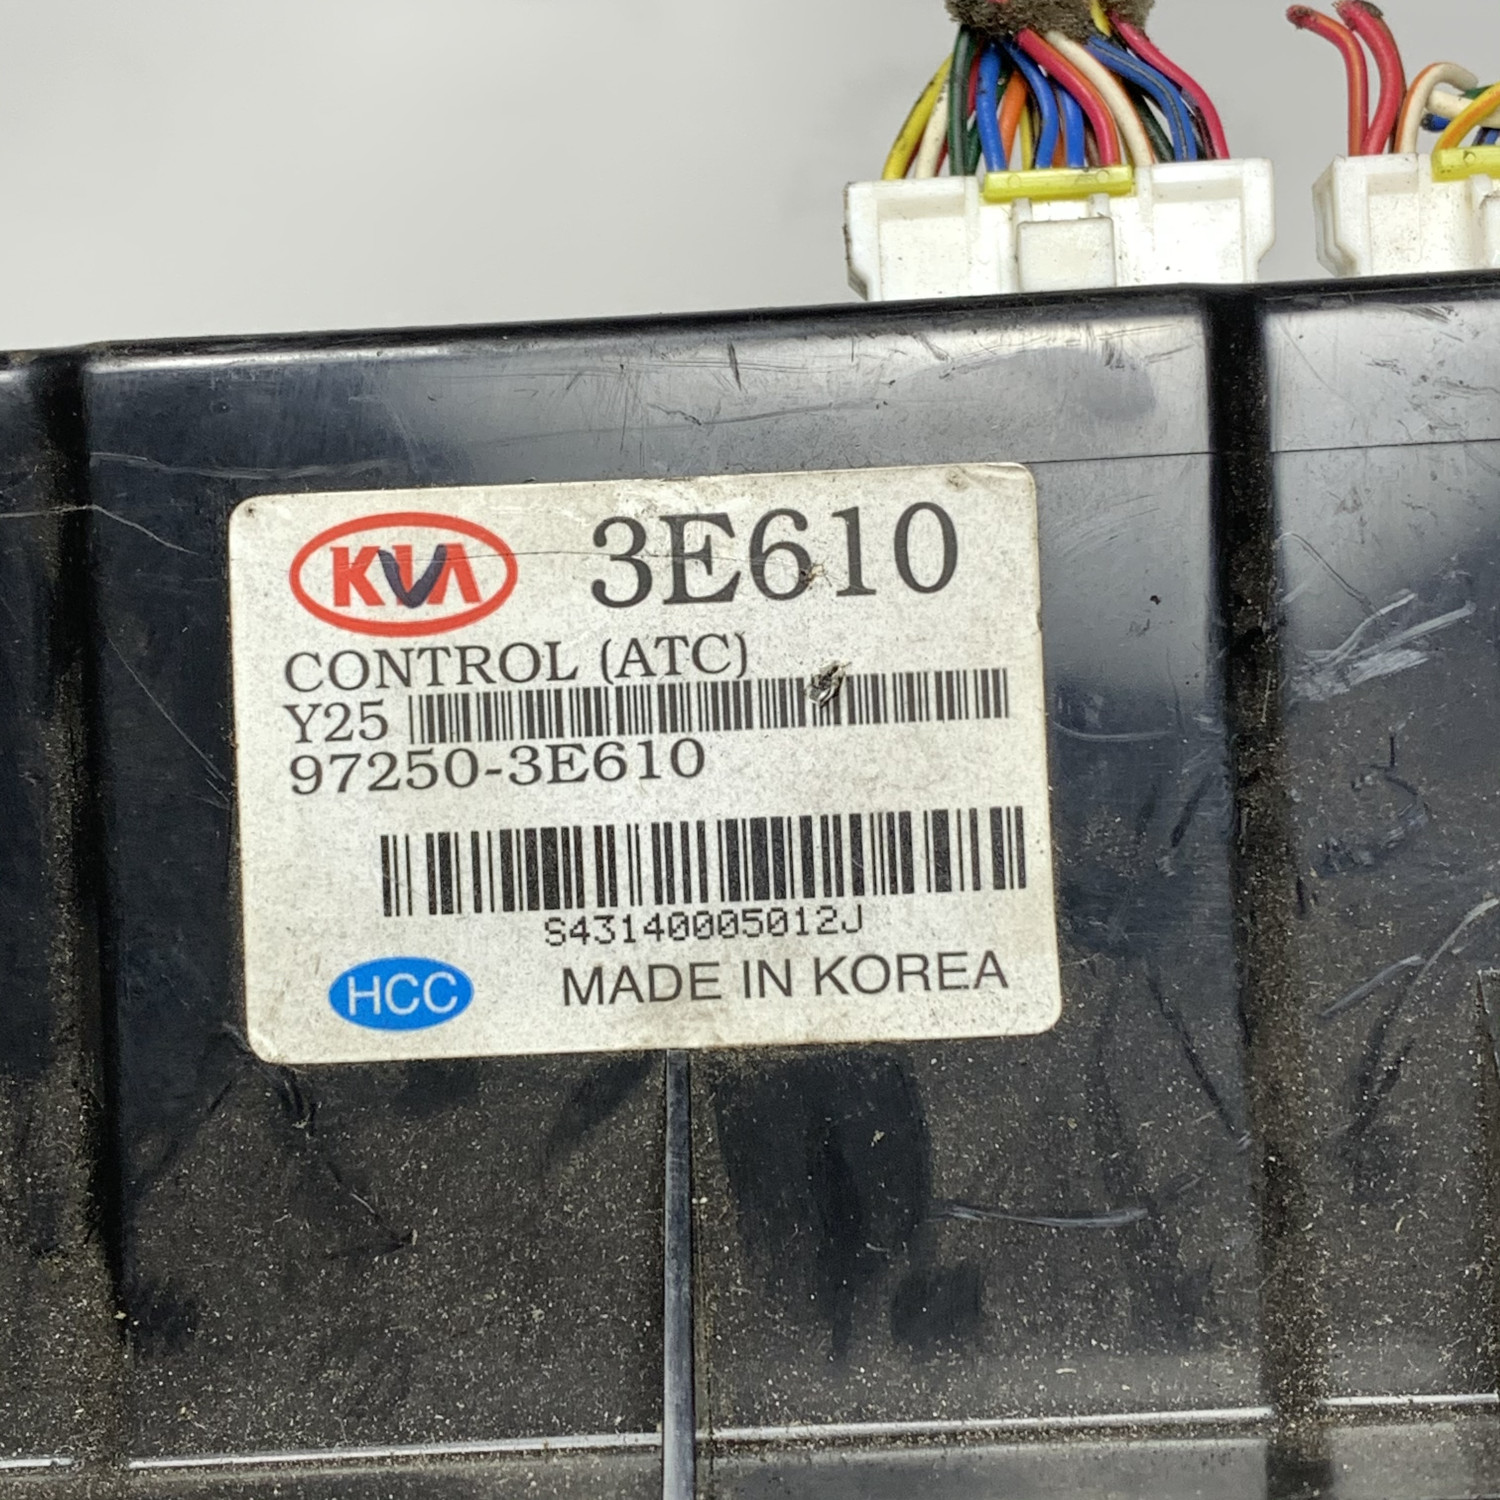 KIA 3E610
CONTROL (ATC)
Y25
97250-3E610
S43140005012J
HCC MADE IN KOREA